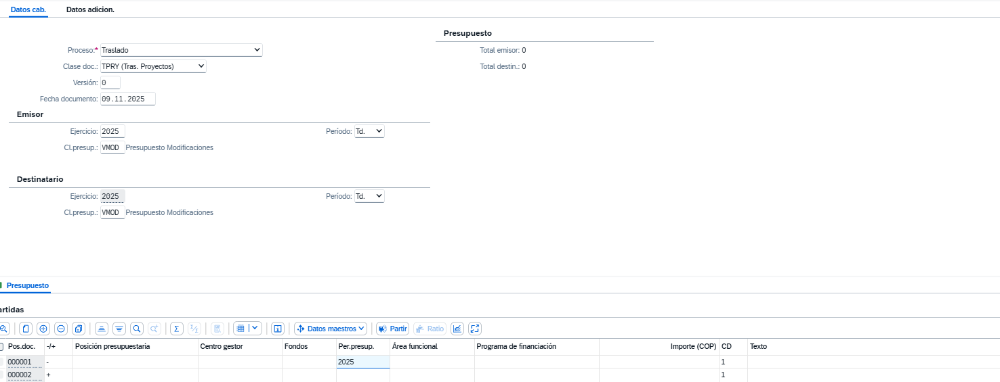 Datos cab. Datos adicion.
Presupuesto
Proceso:* Traslado
Total emisor: 0
Clase doc.: TPRY (Tras. Proyectos)
Total destin.: 0
Versión: 0
Fecha documento: 09.11.2025
Emisor
Ejercicio: 2025 Período: Td.
Cl.presup.: VMOD Presupuesto Modificaciones
Destinatario
Ejercicio: 2025 Período: Td.
Cl.presup.: VMOD Presupuesto Modificaciones
Presupuesto
artidas
Datos maestros Partir Ratio
Pos.doc. -/+ Posición presupuestaria Centro gestor Fondos Per.presup. Área funcional Programa de financiación Importe (COP) CD Texto
000001 - 2025 1
000002 + 1